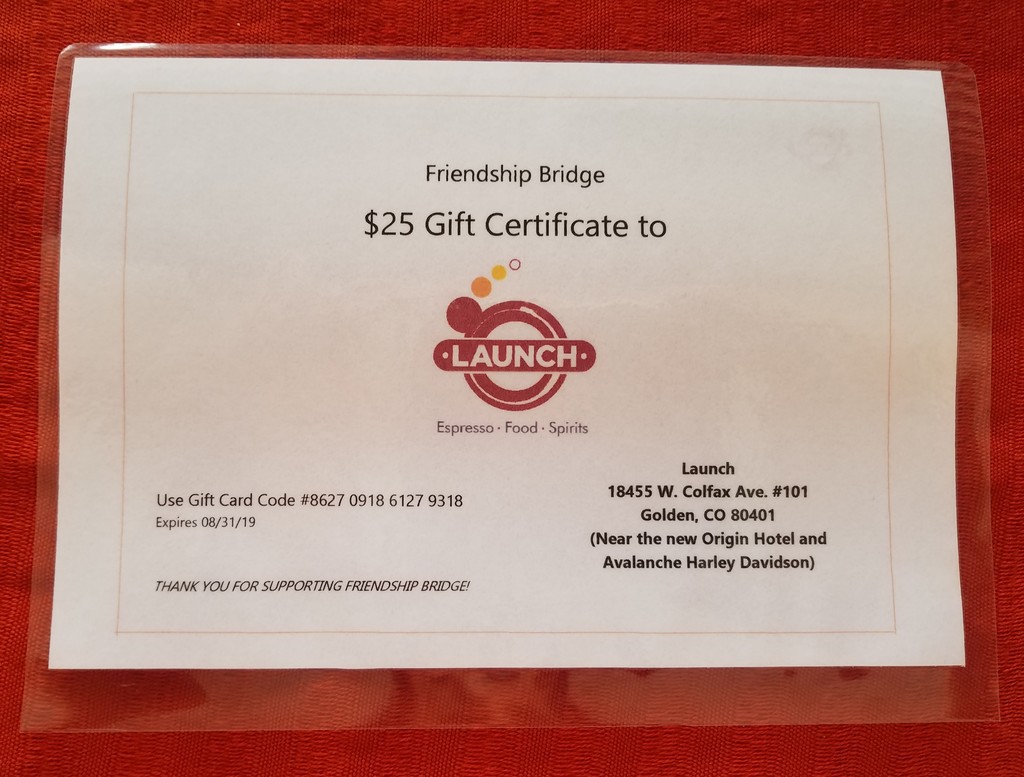 Friendship Bridge
$25 Gift Certificate to
·LAUNCH·
Espresso · Food · Spirits
Use Gift Card Code #8627 0918 6127 9318
Expires 08/31/19
THANK YOU FOR SUPPORTING FRIENDSHIP BRIDGE!
Launch
18455 W. Colfax Ave. #101
Golden, CO 80401
(Near the new Origin Hotel and
Avalanche Harley Davidson)